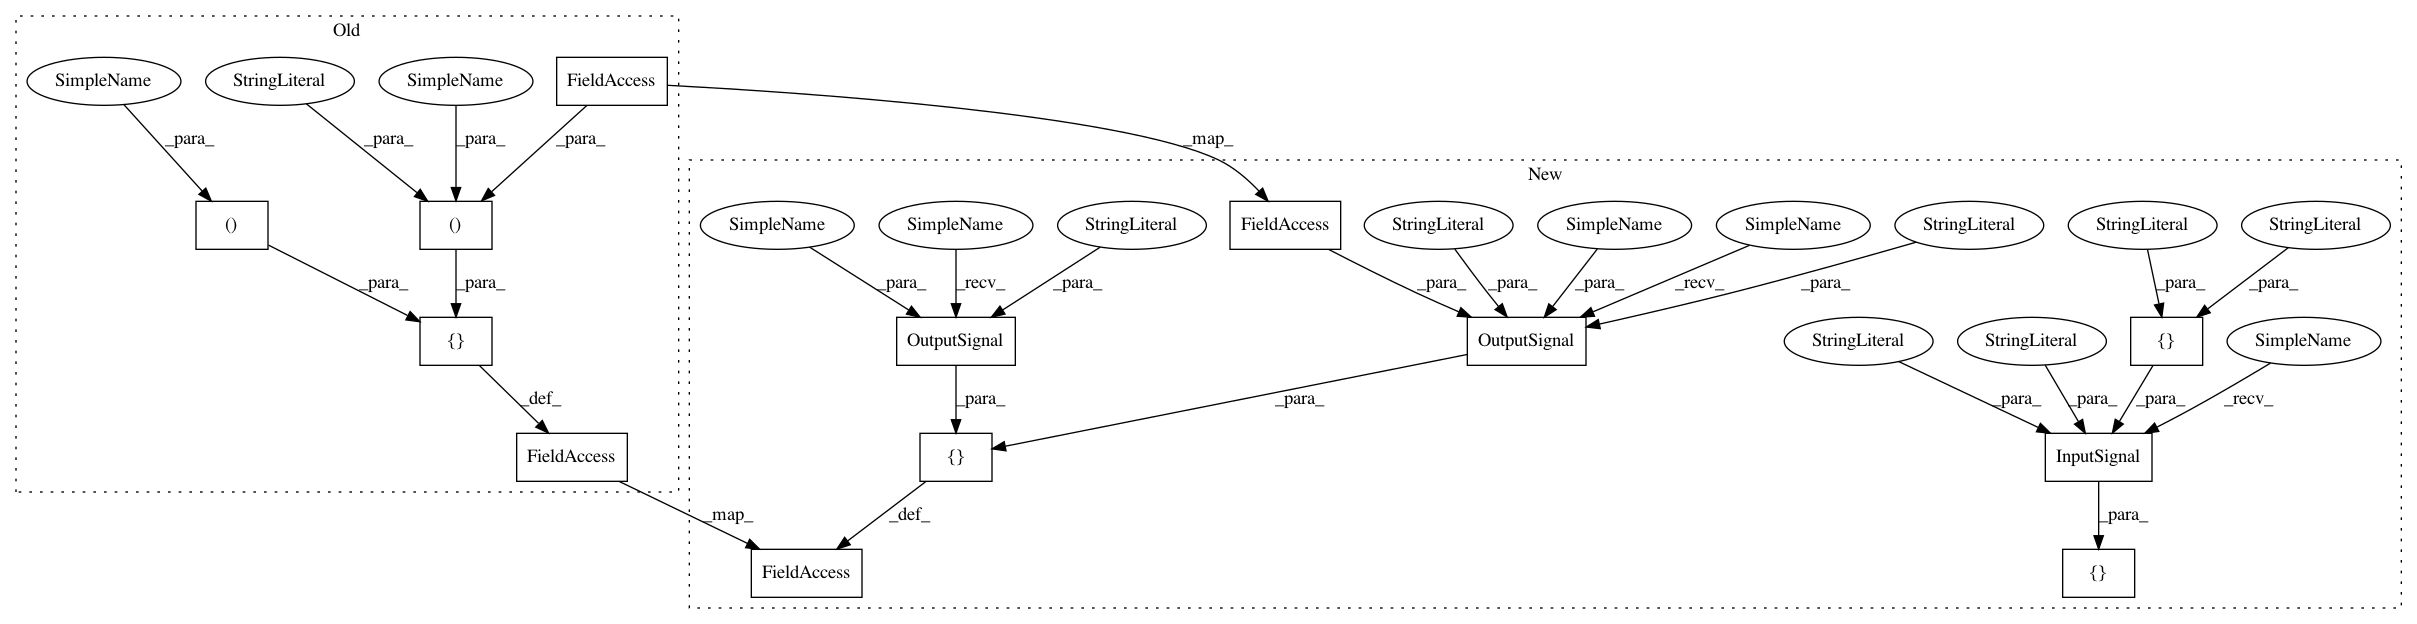 Old
SimpleName
StringLiteral
SimpleName
FieldAccess
_para_
_para_
_para_
_para_
_map_
New
()
()
SimpleName
SimpleName
StringLiteral
FieldAccess
StringLiteral
SimpleName
SimpleName
StringLiteral
StringLiteral
StringLiteral
_para_
_para_
_para_
_recv_
_para_
_para_
_para_
_para_
_recv_
_para_
_para_
_para_
{}
OutputSignal
OutputSignal
StringLiteral
StringLiteral
{}
SimpleName
_def_
_para_
_para_
_para_
_para_
_para_
_recv_
FieldAccess
{}
InputSignal
_map_
_def_
_para_
FieldAccess
{}